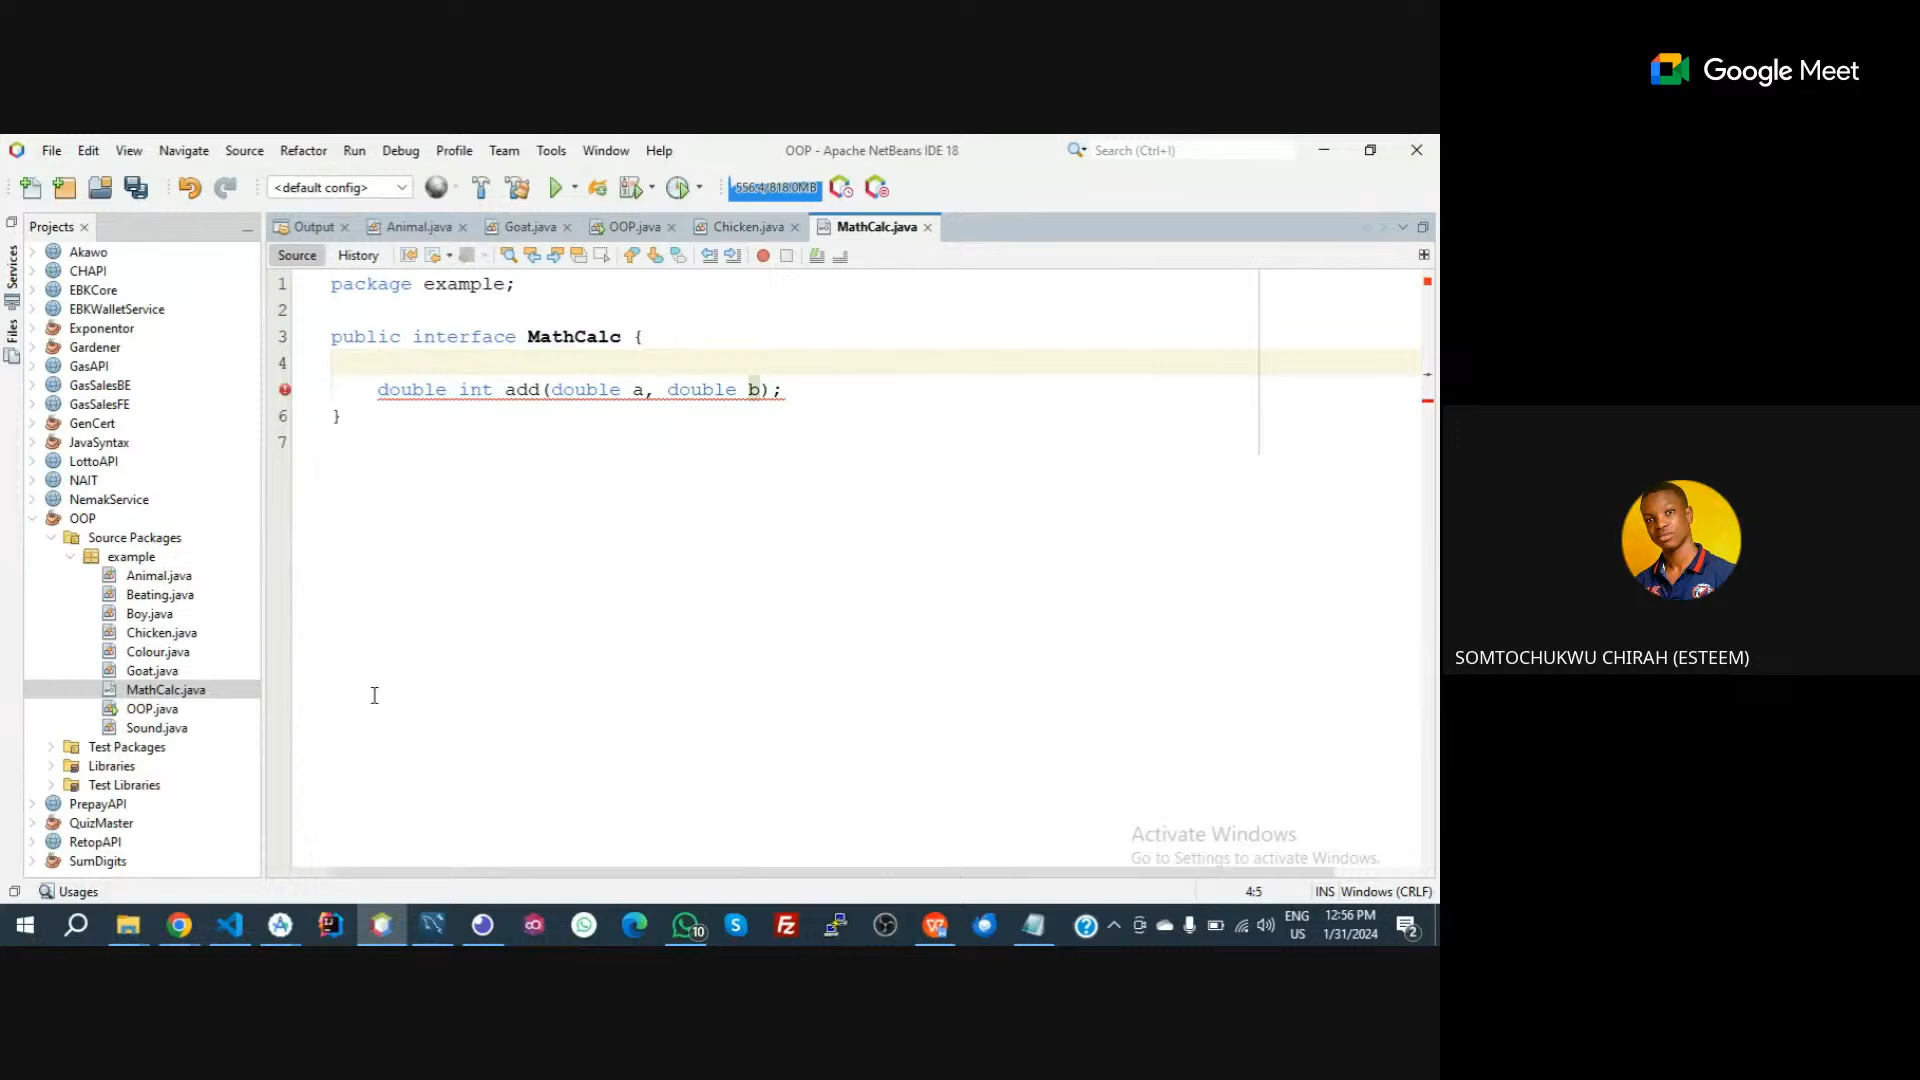 Google Meet
File Edit View Navigate Source Refactor Run Debug Profile Team Tools Window Help
OOP - Apache NetBeans IDE 18
Search (Ctrl+I)
<default config>
556.4/818.0MB
Projects
Output
Animal.java
Goat.java
OOP.java
Chicken.java
MathCalc.java
Source
History
Services
Files
Akawo
CHAPI
EBKCore
EBKWalletService
Exponentor
Gardener
GasAPI
GasSalesBE
GasSalesFE
GenCert
JavaSyntax
LottoAPI
NAIT
NemakService
OOP
Source Packages
example
Animal.java
Beating.java
Boy.java
Chicken.java
Colour.java
Goat.java
MathCalc.java
OOP.java
Sound.java
Test Packages
Libraries
Test Libraries
PrepayAPI
QuizMaster
RetopAPI
SumDigits
1 package example;
2
3 public interface MathCalc {
4
double int add(double a, double b);
6 }
7
Activate Windows
Go to Settings to activate Windows.
Usages
4:5
INS Windows (CRLF)
10
ENG
US
12:56 PM
1/31/2024
2
SOMTOCHUKWU CHIRAH (ESTEEM)